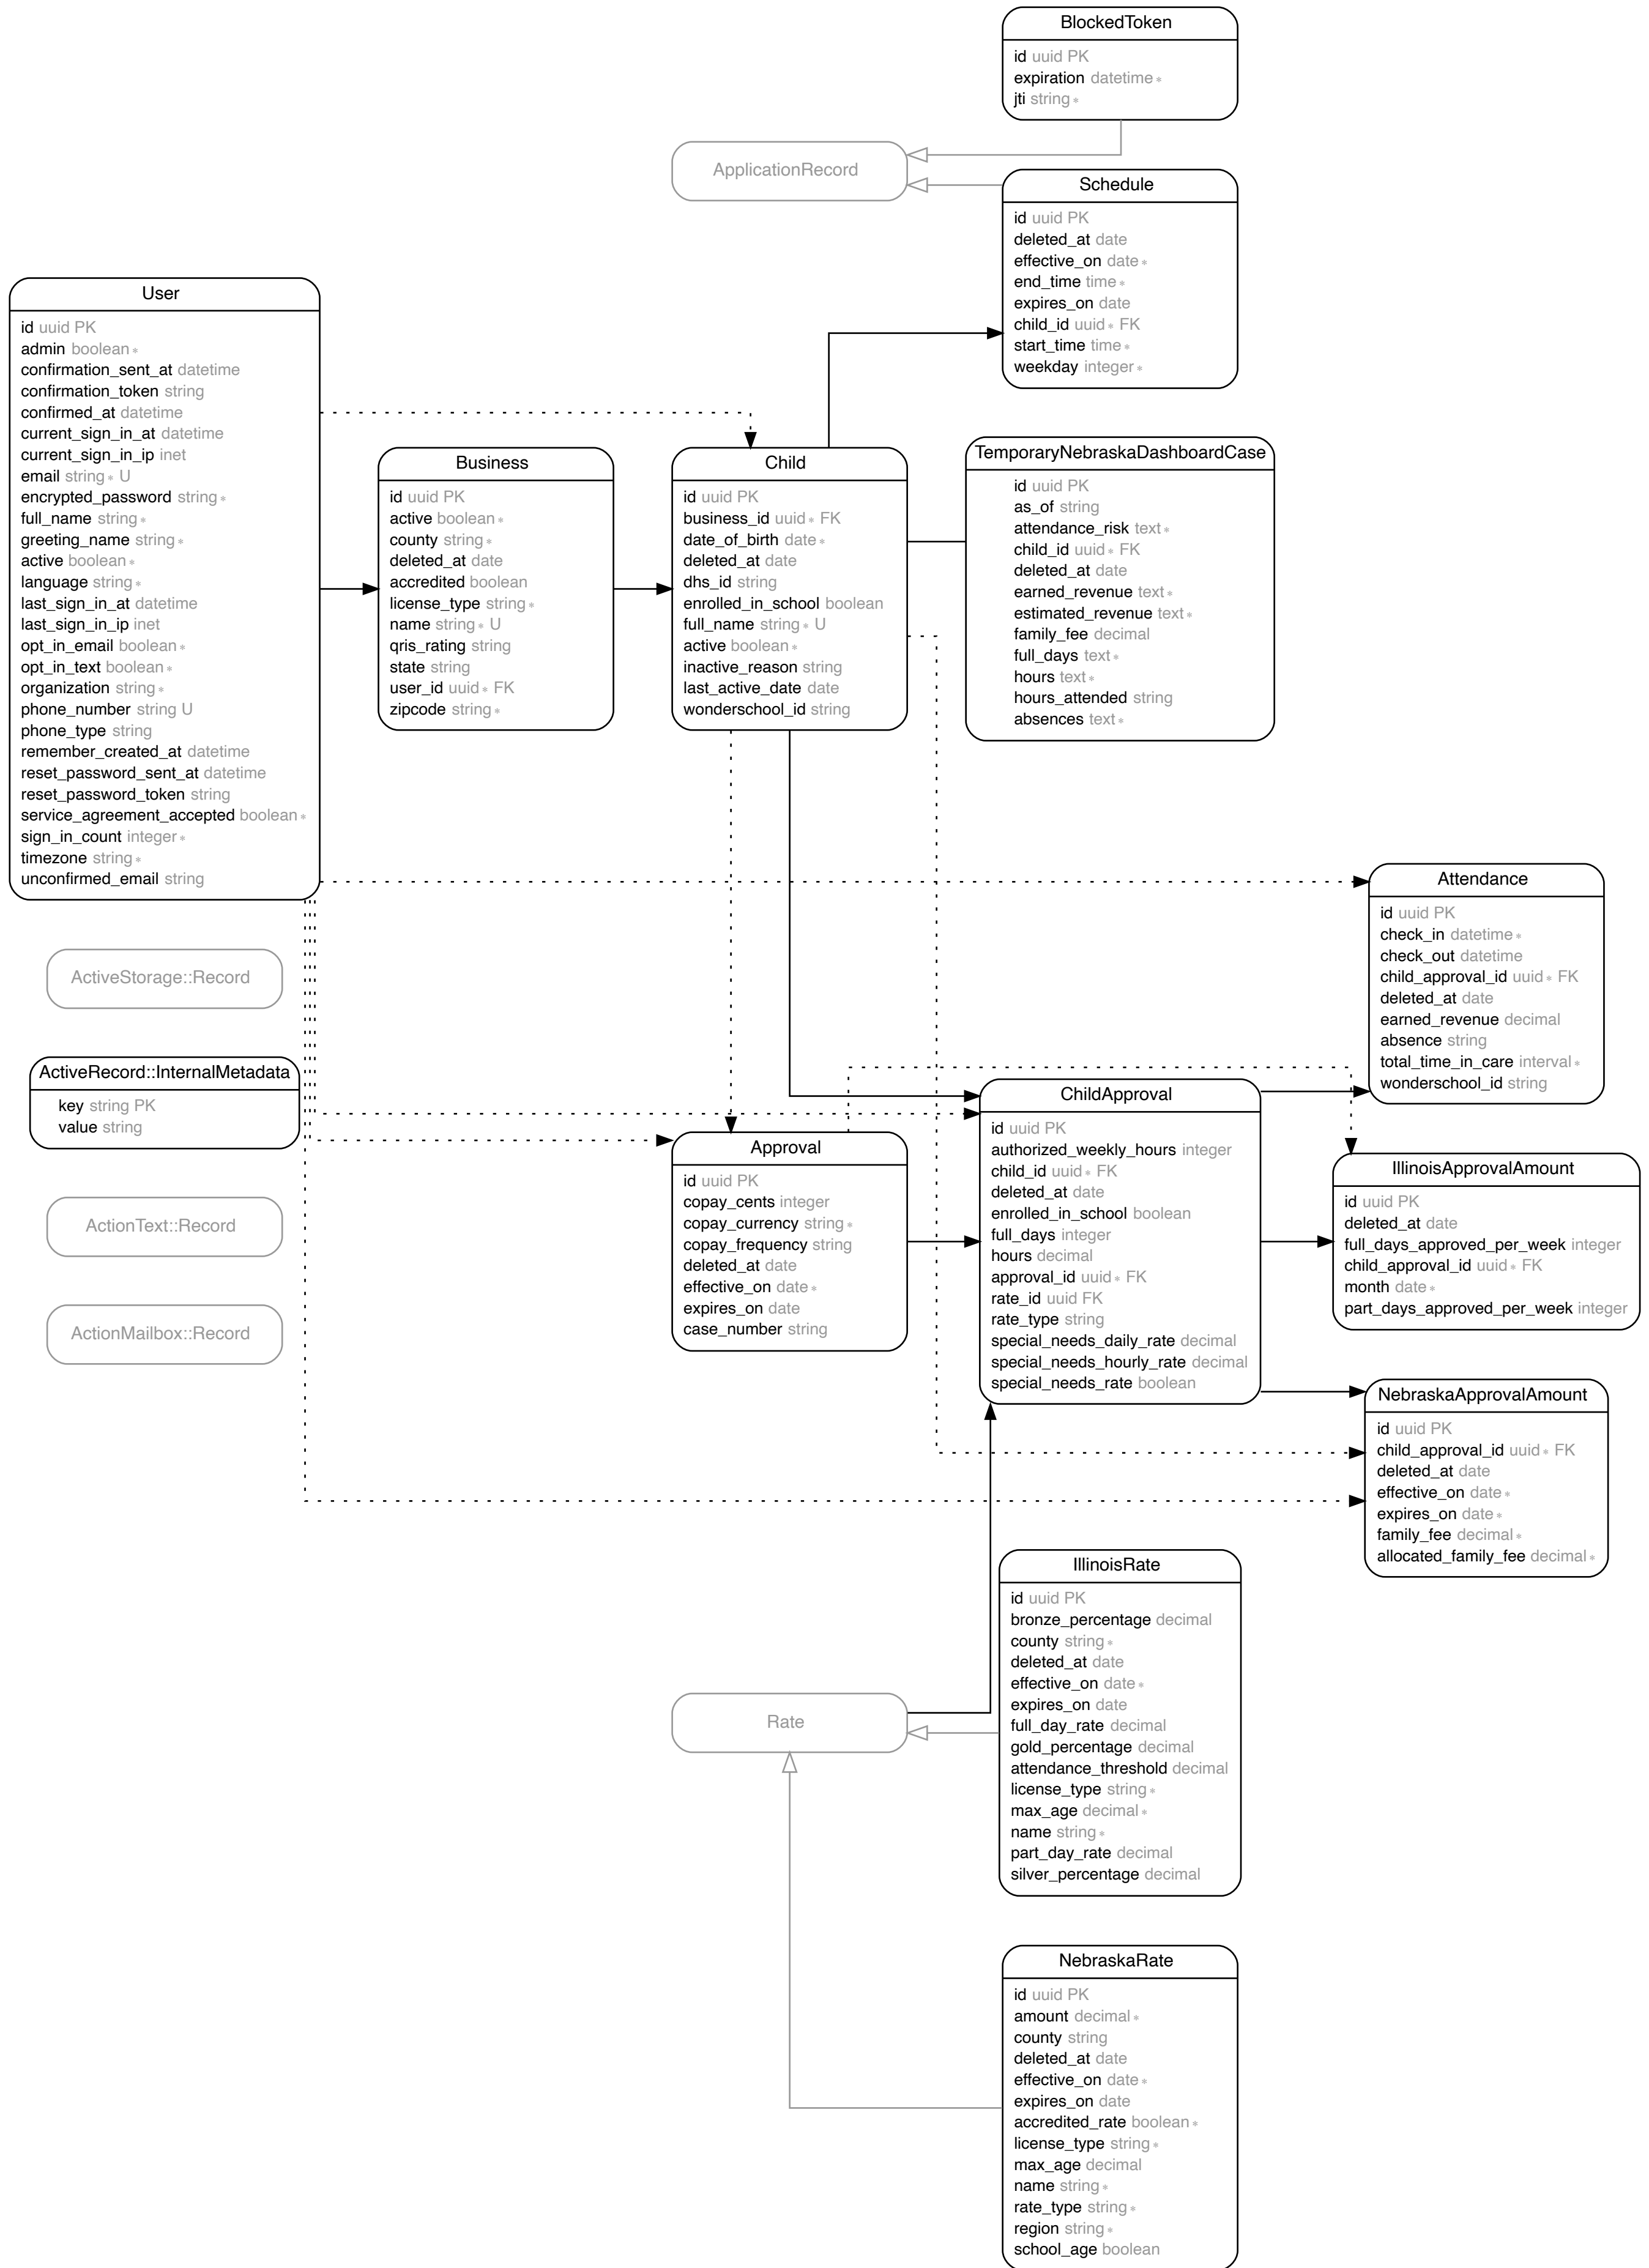 BlockedToken
id uuid PK
expiration datetime *
jti string *
ApplicationRecord
Schedule
id uuid PK
deleted_at date
effective_on date *
end_time time *
expires_on date
child_id uuid * FK
start_time time *
weekday integer *
User
id uuid PK
admin boolean *
confirmation_sent_at datetime
confirmation_token string
confirmed_at datetime
current_sign_in_at datetime
current_sign_in_ip inet
email string * U
encrypted_password string *
full_name string *
greeting_name string *
active boolean *
language string *
last_sign_in_at datetime
last_sign_in_ip inet
opt_in_email boolean *
opt_in_text boolean *
organization string *
phone_number string U
phone_type string
remember_created_at datetime
reset_password_sent_at datetime
reset_password_token string
service_agreement_accepted boolean *
sign_in_count integer *
timezone string *
unconfirmed_email string
Business
id uuid PK
active boolean *
county string *
deleted_at date
accredited boolean
license_type string *
name string * U
qris_rating string
state string
user_id uuid * FK
zipcode string *
Child
id uuid PK
business_id uuid * FK
date_of_birth date *
deleted_at date
dhs_id string
enrolled_in_school boolean
full_name string * U
active boolean *
inactive_reason string
last_active_date date
wonderschool_id string
TemporaryNebraskaDashboardCase
id uuid PK
as_of string
attendance_risk text *
child_id uuid * FK
deleted_at date
earned_revenue text *
estimated_revenue text *
family_fee decimal
full_days text *
hours text *
hours_attended string
absences text *
Attendance
id uuid PK
check_in datetime *
check_out datetime
child_approval_id uuid * FK
deleted_at date
earned_revenue decimal
absence string
total_time_in_care interval *
wonderschool_id string
ActiveStorage::Record
ActiveRecord::InternalMetadata
key string PK
value string
ActionText::Record
ActionMailbox::Record
Approval
id uuid PK
copay_cents integer
copay_currency string *
copay_frequency string
deleted_at date
effective_on date *
expires_on date
case_number string
ChildApproval
id uuid PK
authorized_weekly_hours integer
child_id uuid * FK
deleted_at date
enrolled_in_school boolean
full_days integer
hours decimal
approval_id uuid * FK
rate_id uuid FK
rate_type string
special_needs_daily_rate decimal
special_needs_hourly_rate decimal
special_needs_rate boolean
IllinoisApprovalAmount
id uuid PK
deleted_at date
full_days_approved_per_week integer
child_approval_id uuid * FK
month date *
part_days_approved_per_week integer
NebraskaApprovalAmount
id uuid PK
child_approval_id uuid * FK
deleted_at date
effective_on date *
expires_on date *
family_fee decimal *
allocated_family_fee decimal *
Rate
IllinoisRate
id uuid PK
bronze_percentage decimal
county string *
deleted_at date
effective_on date *
expires_on date
full_day_rate decimal
gold_percentage decimal
attendance_threshold decimal
license_type string *
max_age decimal *
name string *
part_day_rate decimal
silver_percentage decimal
NebraskaRate
id uuid PK
amount decimal *
county string
deleted_at date
effective_on date *
expires_on date
accredited_rate boolean *
license_type string *
max_age decimal
name string *
rate_type string *
region string *
school_age boolean